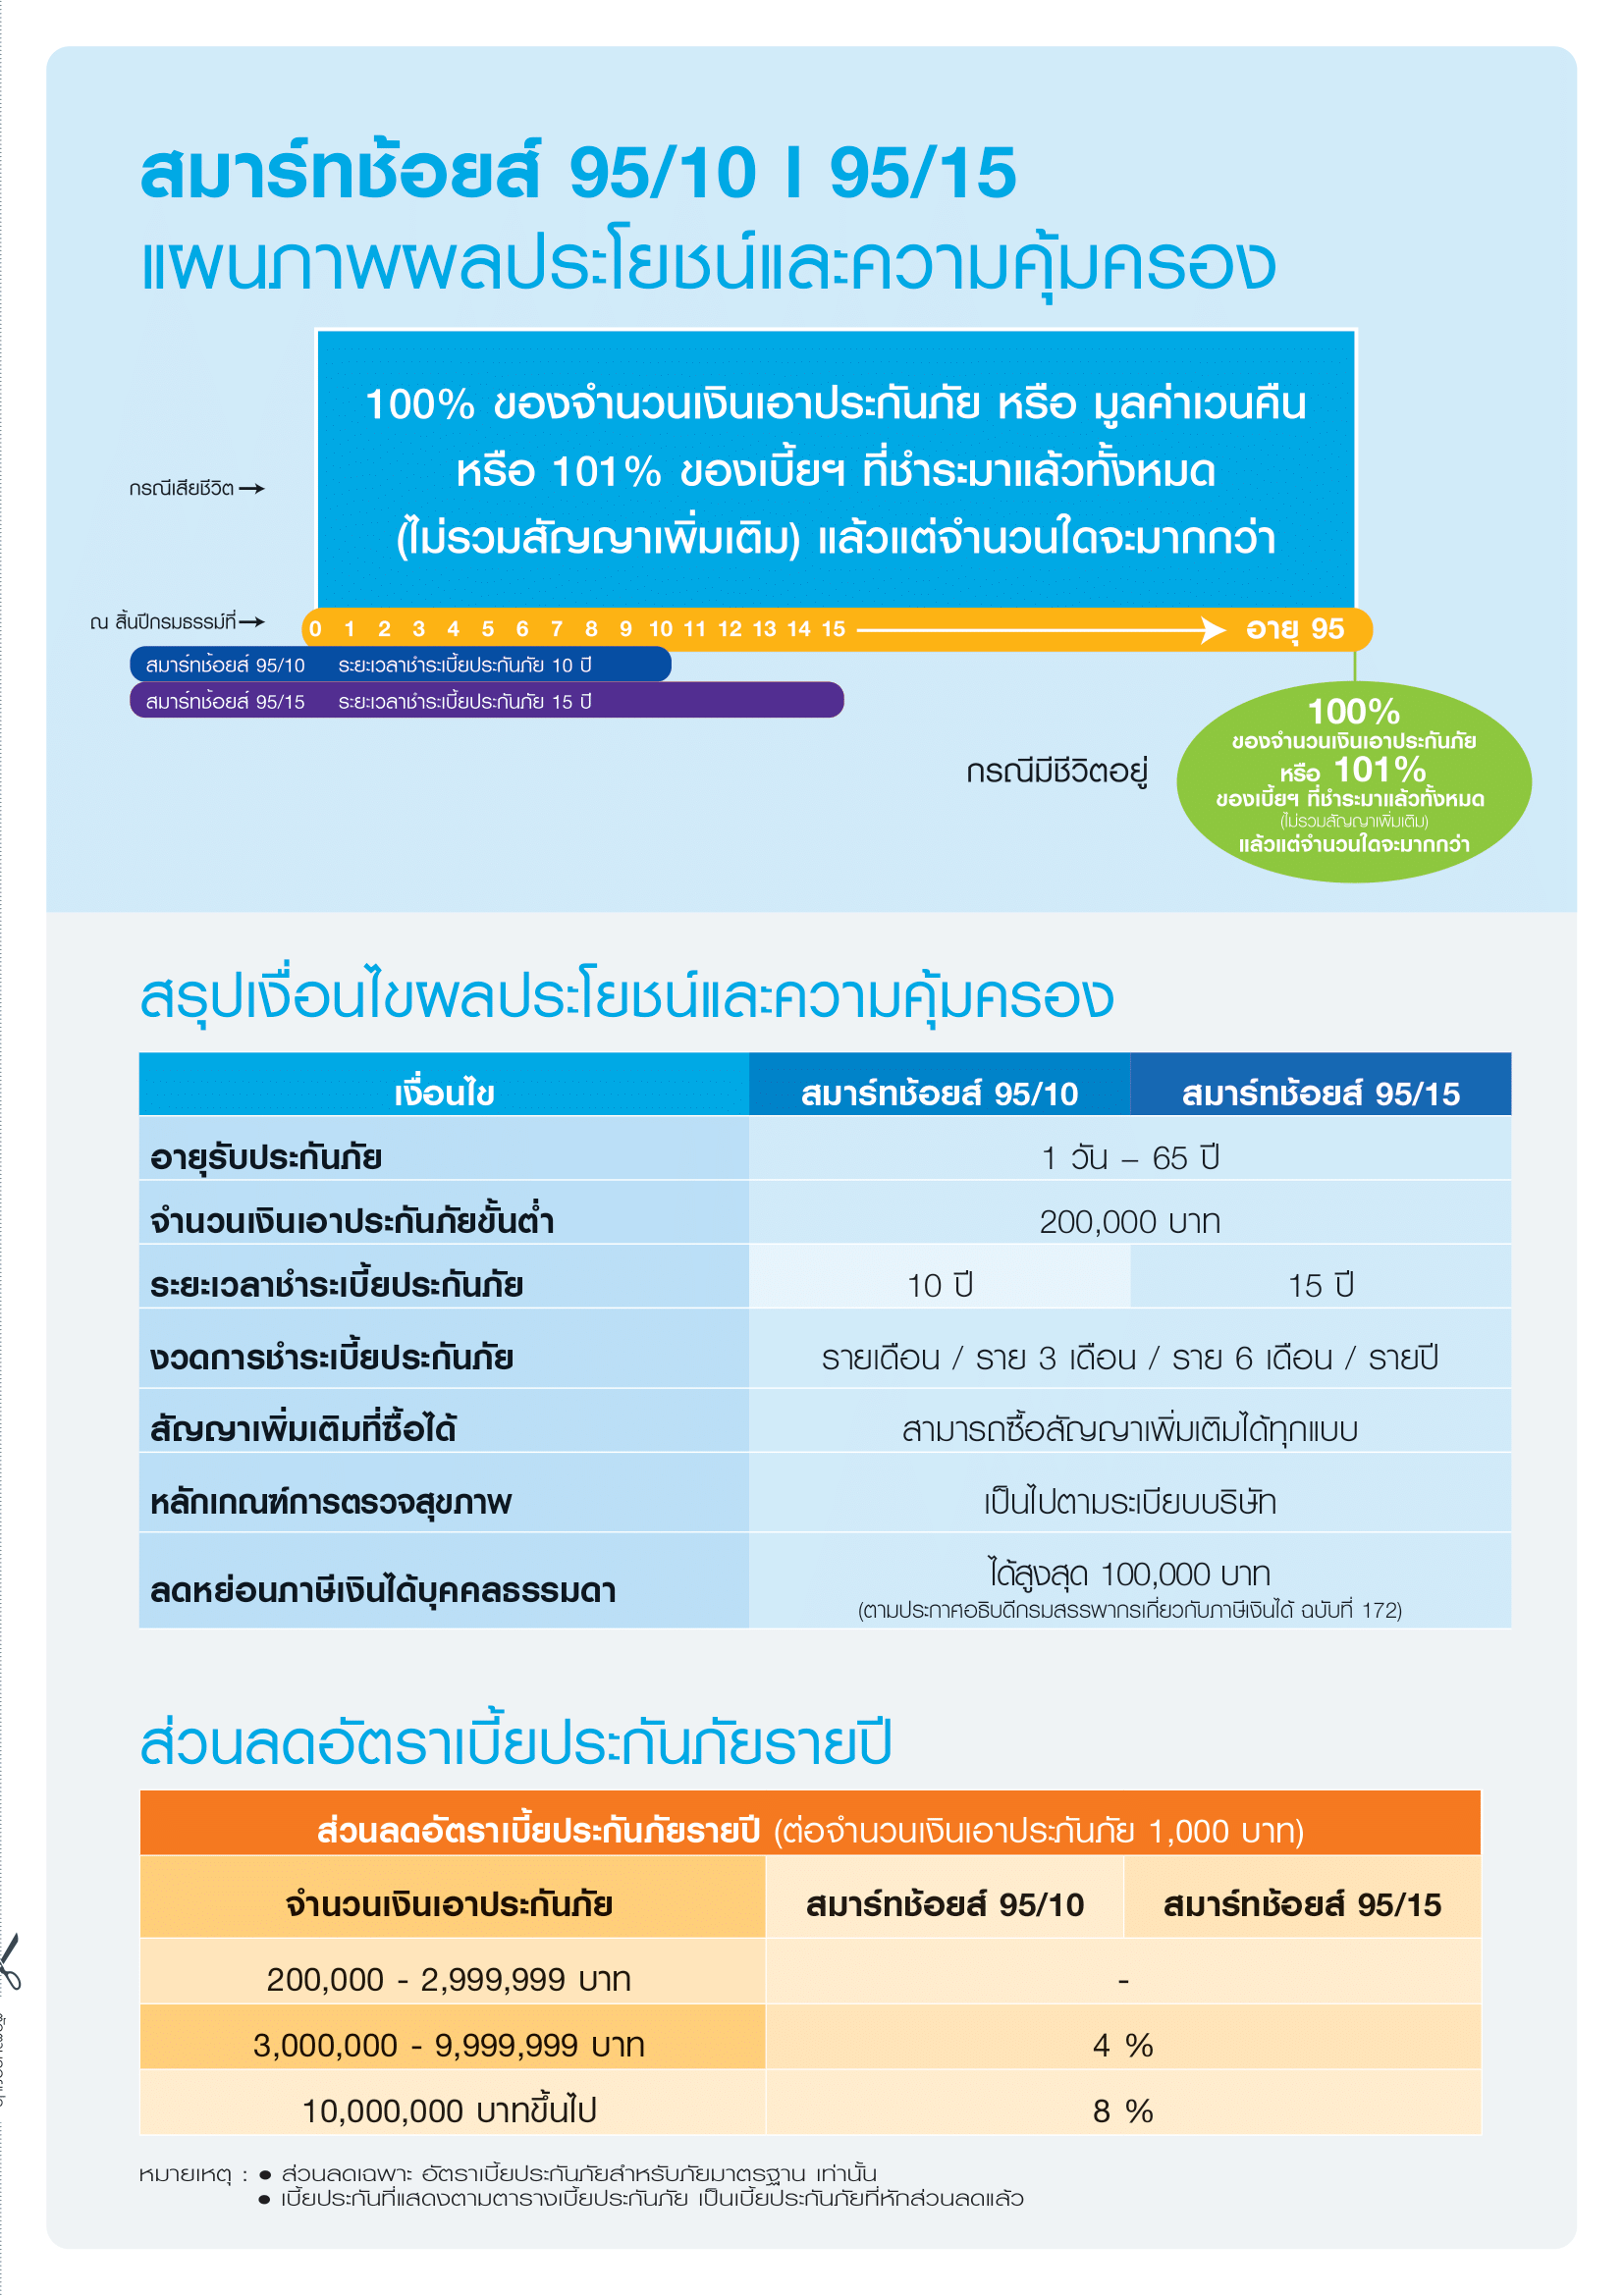 สมาร์ทช้อยส์ 95/10 | 95/15
แผนภาพผลประโยชน์และความคุ้มครอง
100% ของจำนวนเงินเอาประกันภัย หรือ มูลค่าเวนคืน
หรือ 101% ของเบี้ยฯ ที่ชำระมาแล้วทั้งหมด
(ไม่รวมสัญญาเพิ่มเติม) แล้วแต่จำนวนใดจะมากกว่า
กรณีเสียชีวิต
ณ สิ้นปีกรมธรรม์ที่ 0 1 2 3 4 5 6 7 8 9 10 11 12 13 14 15 อายุ 95
สมาร์ทช้อยส์ 95/10 ระยะเวลาชำระเบี้ยประกันภัย 10 ปี
สมาร์ทช้อยส์ 95/15 ระยะเวลาชำระเบี้ยประกันภัย 15 ปี
กรณีมีชีวิตอยู่
100%
ของจำนวนเงินเอาประกันภัย
หรือ 101%
ของเบี้ยฯ ที่ชำระมาแล้วทั้งหมด
(ไม่รวมสัญญาเพิ่มเติม)
แล้วแต่จำนวนใดจะมากกว่า
สรุปเงื่อนไขผลประโยชน์และความคุ้มครอง
เงื่อนไข สมาร์ทช้อยส์ 95/10 สมาร์ทช้อยส์ 95/15
อายุรับประกันภัย 1 วัน – 65 ปี
จำนวนเงินเอาประกันภัยขั้นต่ำ 200,000 บาท
ระยะเวลาชำระเบี้ยประกันภัย 10 ปี 15 ปี
งวดการชำระเบี้ยประกันภัย รายเดือน / ราย 3 เดือน / ราย 6 เดือน / รายปี
สัญญาเพิ่มเติมที่ซื้อได้ สามารถซื้อสัญญาเพิ่มเติมได้ทุกแบบ
หลักเกณฑ์การตรวจสุขภาพ เป็นไปตามระเบียบบริษัท
ลดหย่อนภาษีเงินได้บุคคลธรรมดา ได้สูงสุด 100,000 บาท
(ตามประกาศอธิบดีกรมสรรพากรเกี่ยวกับภาษีเงินได้ ฉบับที่ 172)
ส่วนลดอัตราเบี้ยประกันภัยรายปี
ส่วนลดอัตราเบี้ยประกันภัยรายปี (ต่อจำนวนเงินเอาประกันภัย 1,000 บาท)
จำนวนเงินเอาประกันภัย สมาร์ทช้อยส์ 95/10 สมาร์ทช้อยส์ 95/15
200,000 - 2,999,999 บาท -
3,000,000 - 9,999,999 บาท 4 %
10,000,000 บาทขึ้นไป 8 %
หมายเหตุ : ● ส่วนลดเฉพาะ อัตราเบี้ยประกันภัยสำหรับภัยมาตรฐาน เท่านั้น
● เบี้ยประกันที่แสดงตามตารางเบี้ยประกันภัย เป็นเบี้ยประกันภัยที่หักส่วนลดแล้ว